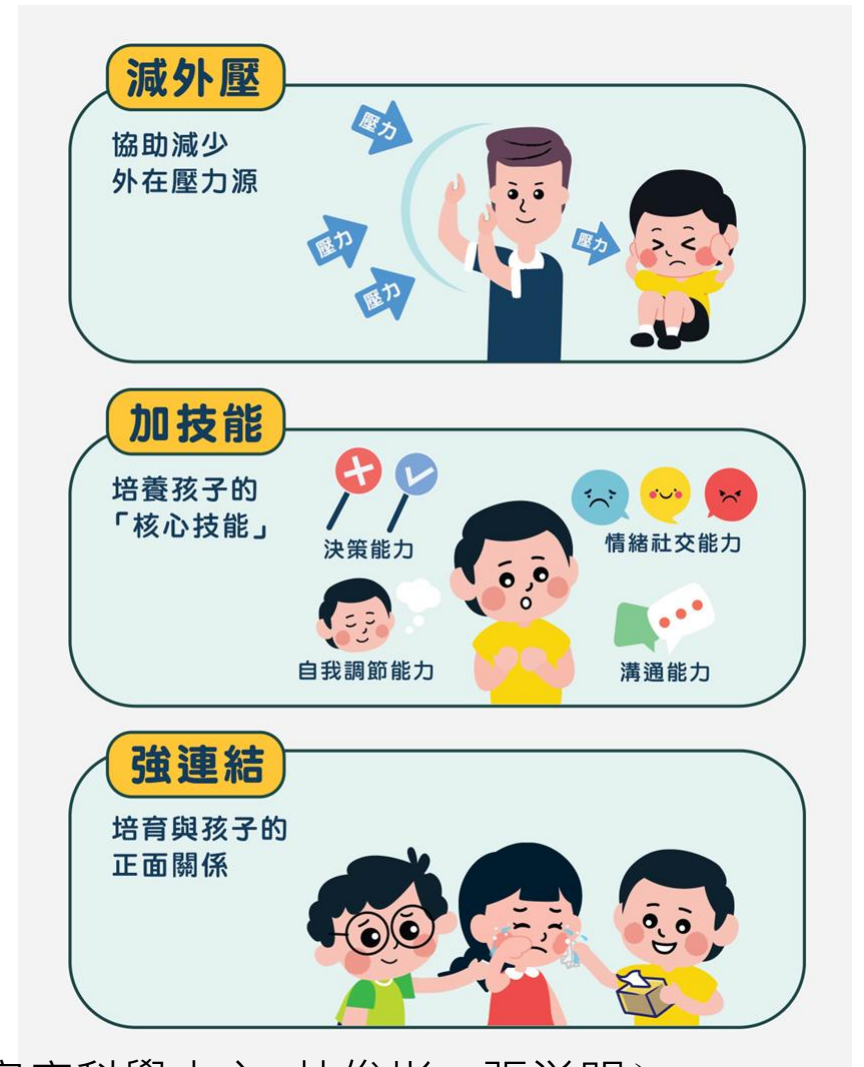 減外壓
協助減少
外在壓力源
壓力
壓力
壓力
壓力
加技能
培養孩子的
「核心技能」
決策能力
情緒社交能力
自我調節能力
溝通能力
強連結
培育與孩子的
正面關係